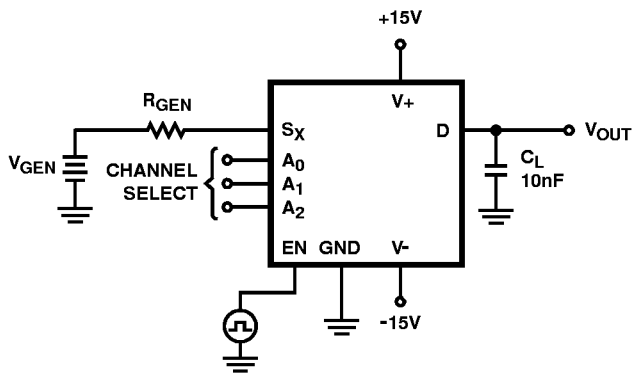 +15V
RGEN
V+
SX
D
VOUT
VGEN
CHANNEL
SELECT
A0
A1
A2
CL
10nF
EN GND V-
-15V